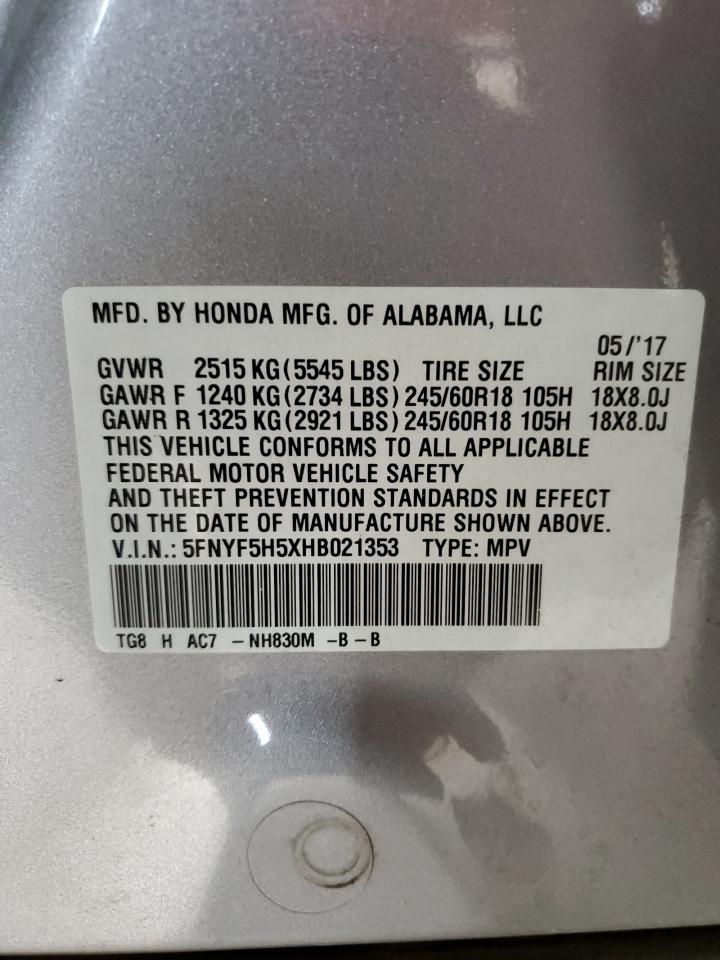 MFD. BY HONDA MFG. OF ALABAMA, LLC
05/'17
GVWR 2515 KG (5545 LBS) TIRE SIZE RIM SIZE
GAWR F 1240 KG (2734 LBS) 245/60R18 105H 18X8.0J
GAWR R 1325 KG (2921 LBS) 245/60R18 105H 18X8.0J
THIS VEHICLE CONFORMS TO ALL APPLICABLE
FEDERAL MOTOR VEHICLE SAFETY
AND THEFT PREVENTION STANDARDS IN EFFECT
ON THE DATE OF MANUFACTURE SHOWN ABOVE.
V.I.N.: 5FNYF5H5XHB021353 TYPE: MPV
TG8 H AC7 – NH830M – B – B